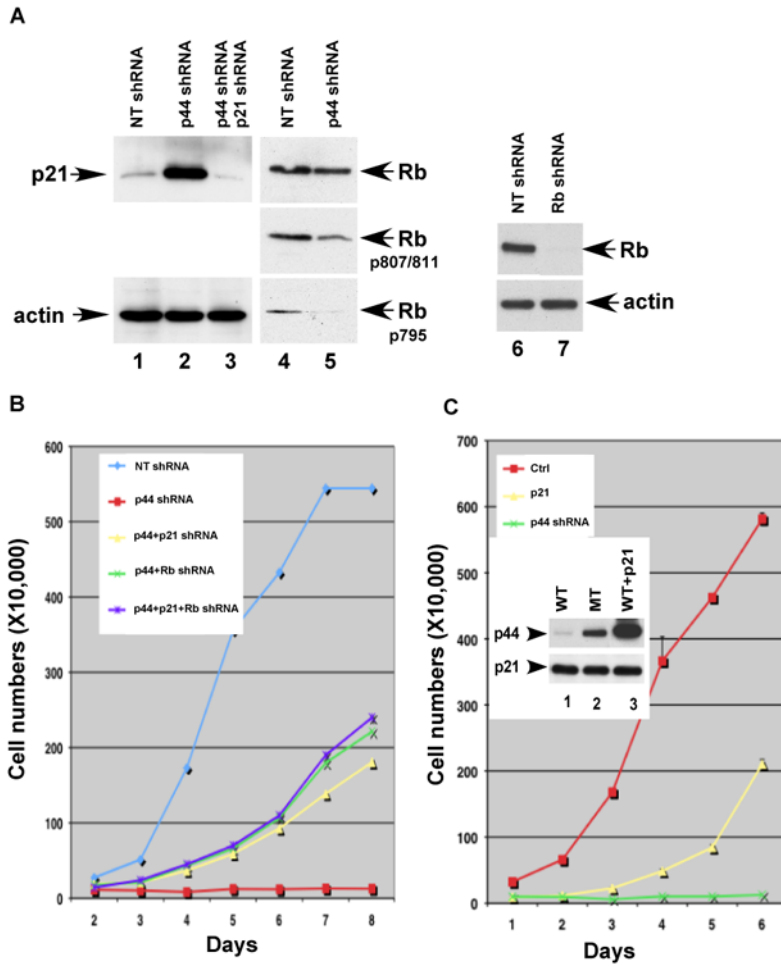 A
NT shRNA
p44 shRNA
p44 shRNA
p21 shRNA
NT shRNA
p44 shRNA
p21
Rb
Rb
p807/811
actin
Rb
p795
1 2 3 4 5
NT shRNA
Rb shRNA
Rb
actin
6 7
B
Cell numbers (X10,000)
600
500
400
300
200
100
0
NT shRNA
p44 shRNA
p44+p21 shRNA
p44+Rb shRNA
p44+p21+Rb shRNA
2 3 4 5 6 7 8
Days
C
Cell numbers (X10,000)
700
600
500
400
300
200
100
0
Ctrl
p21
p44 shRNA
WT
MT
WT+p21
p44
p21
1 2 3
1 2 3 4 5 6
Days